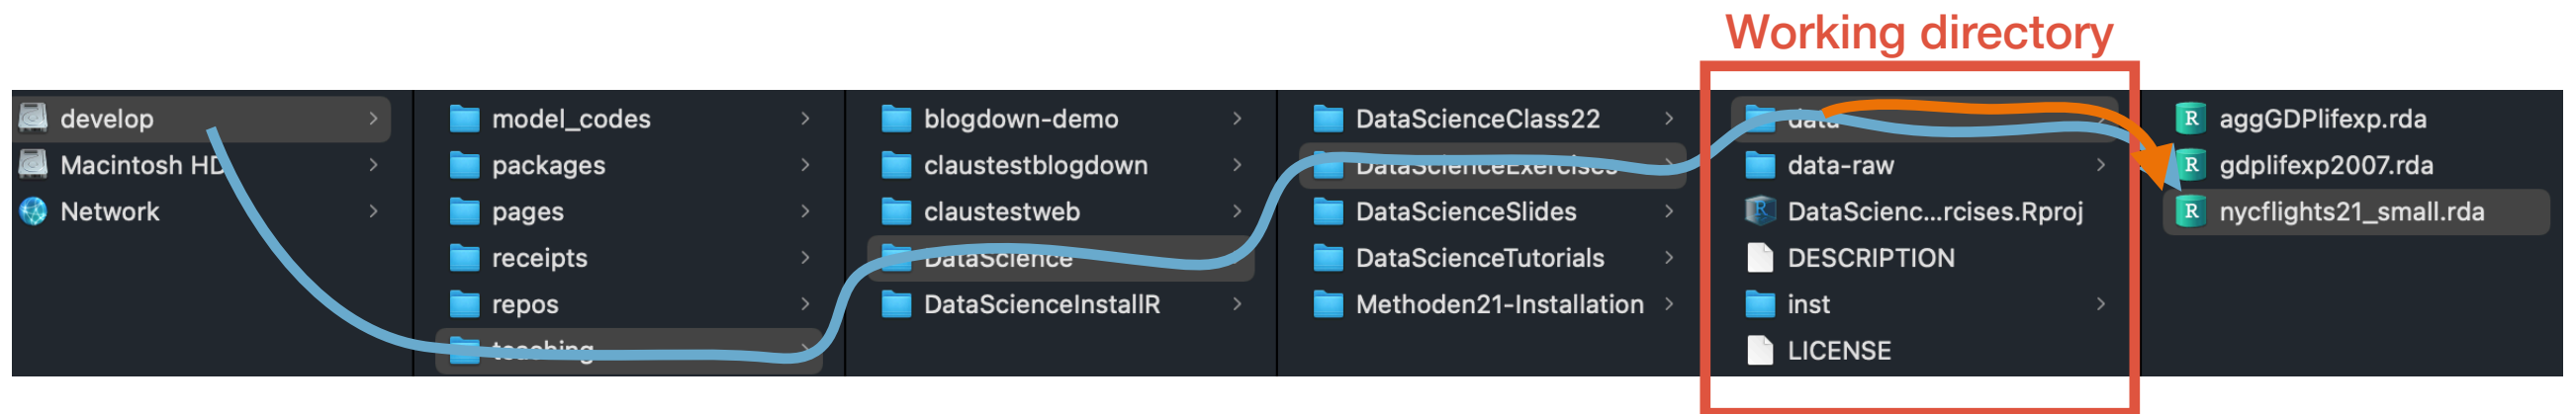 Working directory
develop
Macintosh HD
Network
model_codes
packages
pages
receipts
repos
teaching
blogdown-demo
claustestblogdown
claustestweb
DataScience
DataScienceInstallR
DataScienceClass22
DataScienceExercises
DataScienceSlides
DataScienceTutorials
Methoden21-Installation
data
data-raw
DataScienc...rcises.Rproj
DESCRIPTION
inst
LICENSE
aggGDPlifexp.rda
gdplifexp2007.rda
nycflights21_small.rda